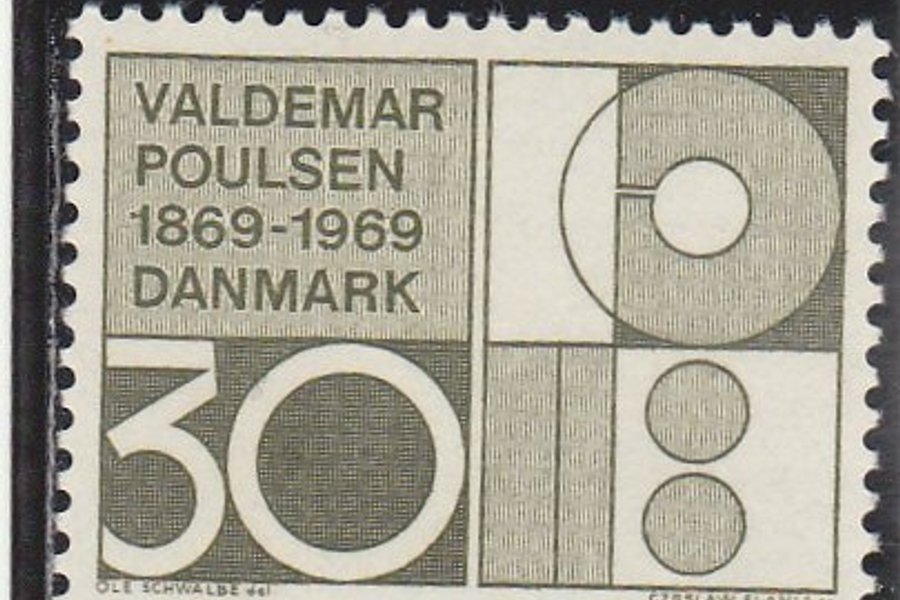 VALDEMAR
POULSEN
1869-1969
DANMARK
30
OLE SCHWALBE del